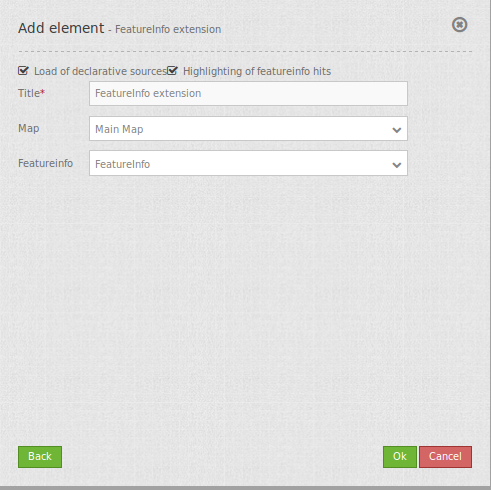 Add element - FeatureInfo extension
Load of declarative sources Highlighting of featureinfo hits
Title* FeatureInfo extension
Map Main Map
Featureinfo FeatureInfo
Back Ok Cancel